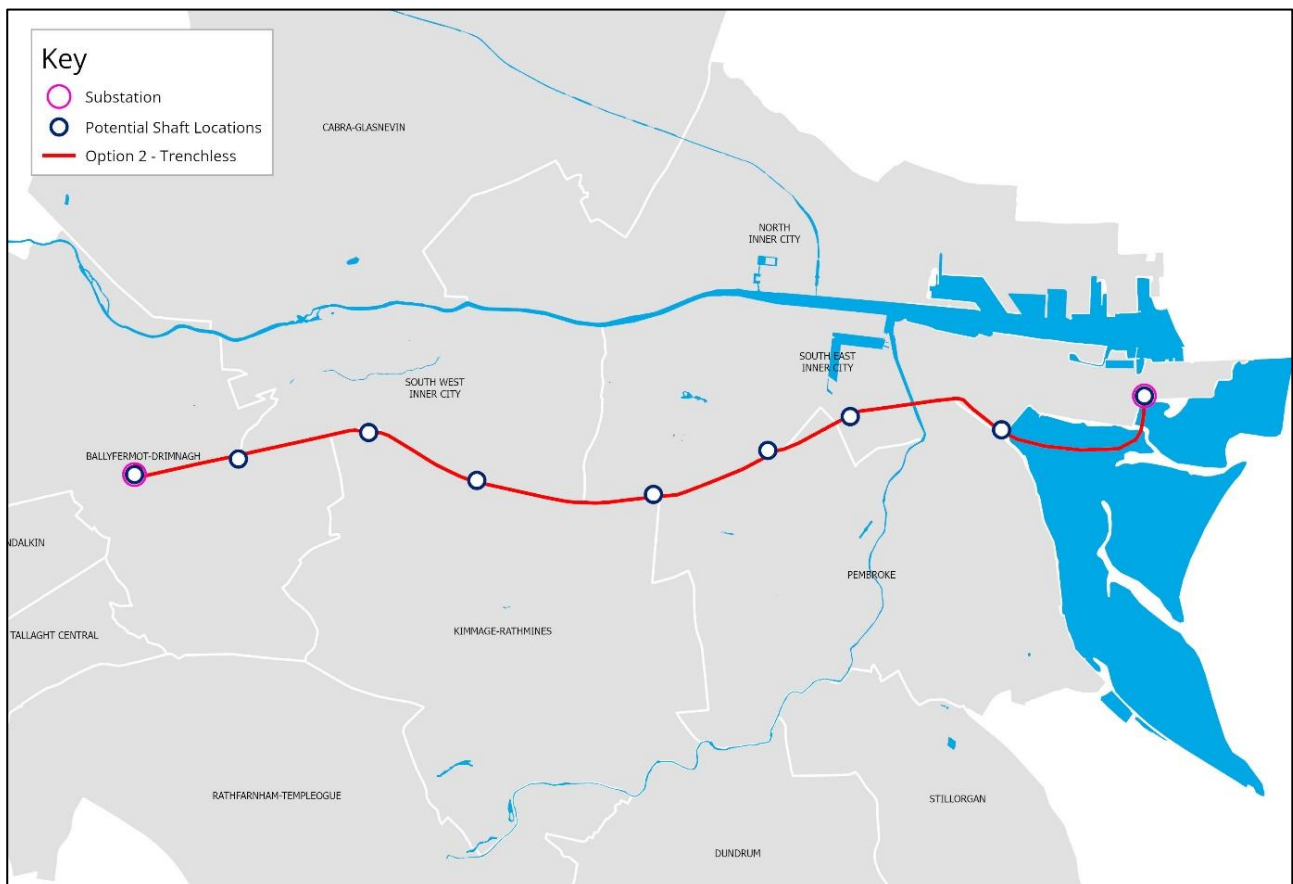 Key
Substation
Potential Shaft Locations
Option 2 - Trenchless
CABRA-GLASNEVIN
NORTH
INNER CITY
SOUTH EAST
INNER CITY
SOUTH WEST
INNER CITY
BALLYFERMOT-DRIMNAGH
NDALKIN
PEMBROKE
TALLAGHT CENTRAL
KIMMAGE-RATHMINES
RATHFARNHAM-TEMPLEOGUE
STILLORGAN
DUNDRUM